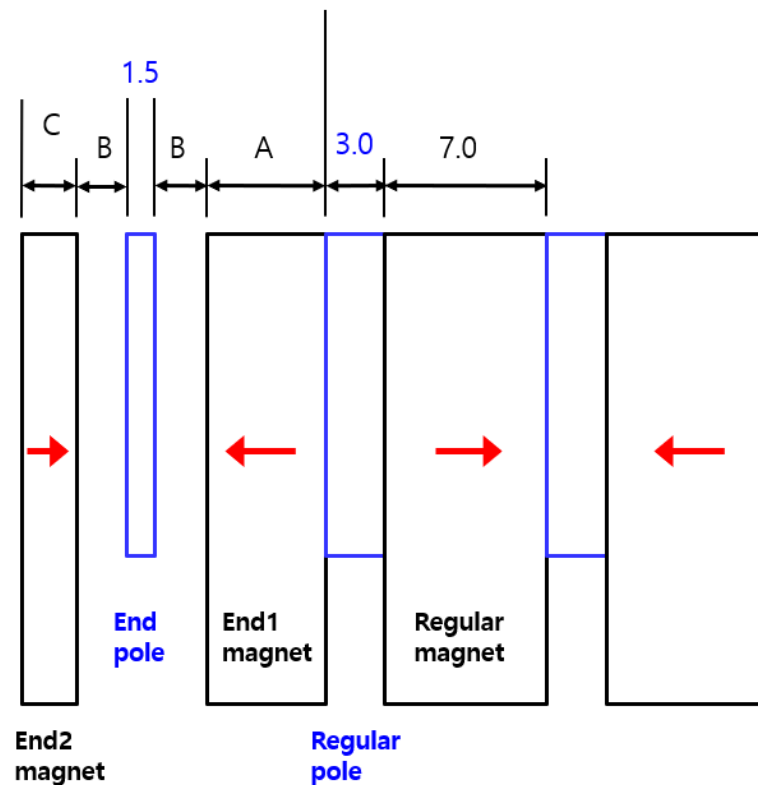 1.5
C
B
B
A
3.0
7.0
End
pole
End1
magnet
Regular
magnet
End2
magnet
Regular
pole